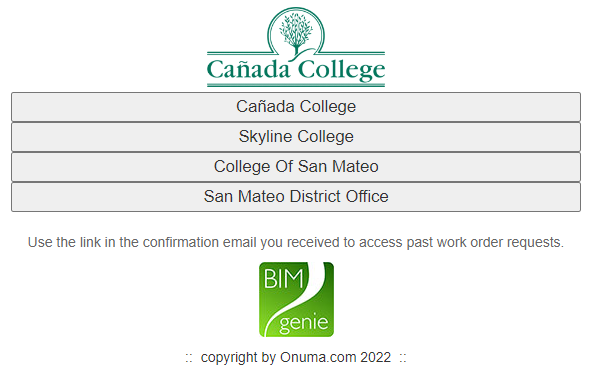 Cañada College
Cañada College
Skyline College
College Of San Mateo
San Mateo District Office
Use the link in the confirmation email you received to access past work order requests.
BIM
genie
:: copyright by Onuma.com 2022 ::